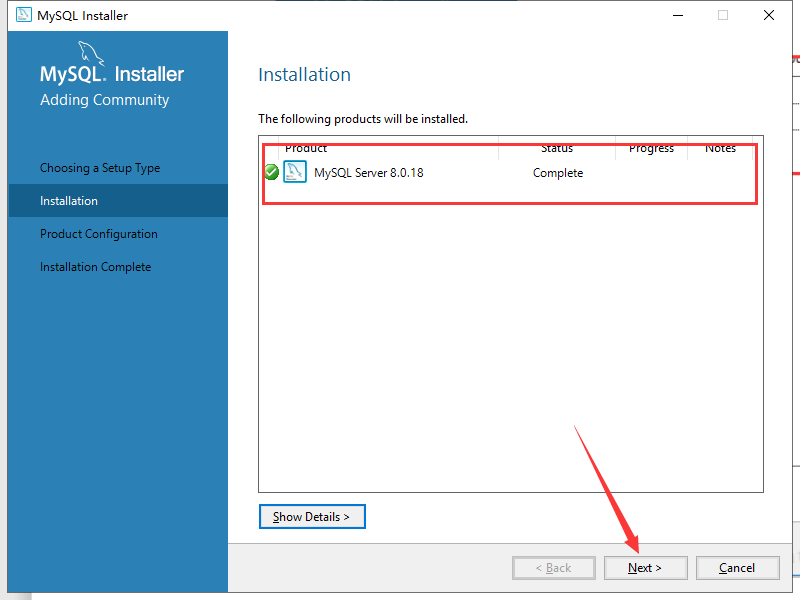 MySQL Installer
MySQL. Installer
Adding Community
Choosing a Setup Type
Installation
Product Configuration
Installation Complete
Installation
The following products will be installed.
Product Status Progress Notes
MySQL Server 8.0.18 Complete
Show Details >
< Back Next > Cancel